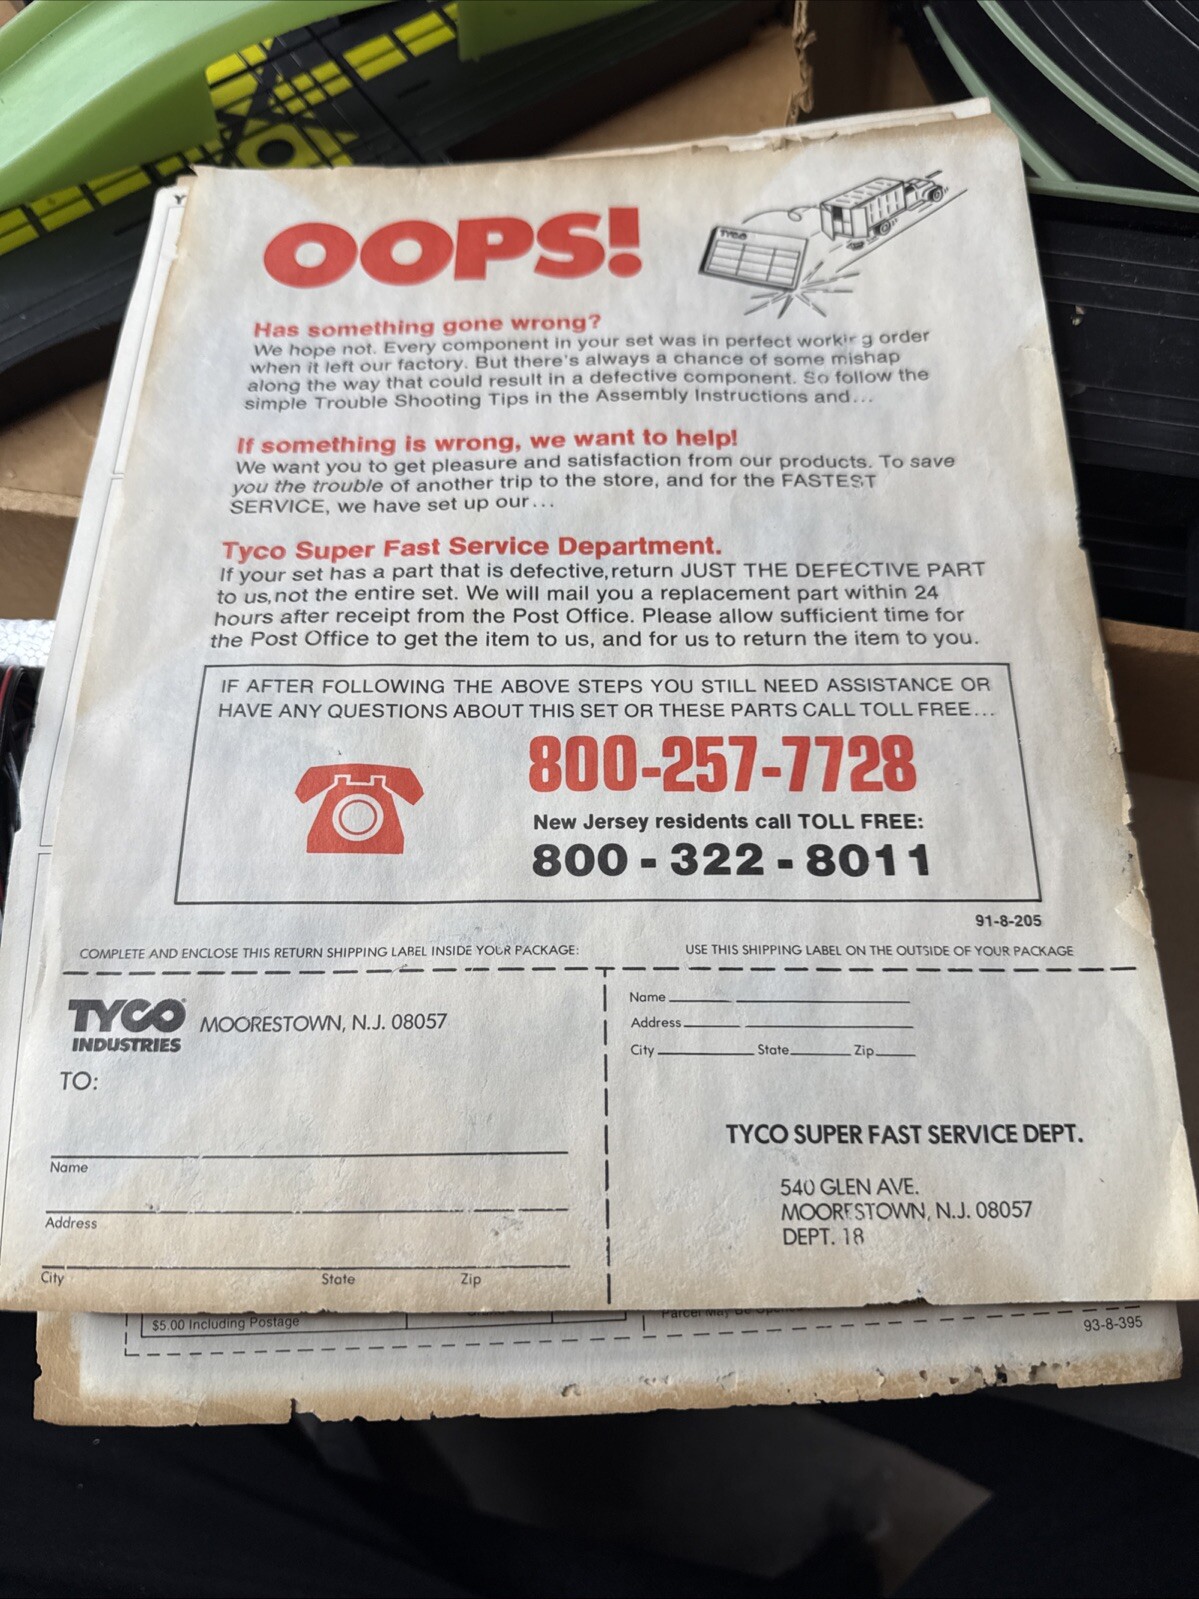 OOPS!
TYCO
Has something gone wrong?
We hope not. Every component in your set was in perfect working order
when it left our factory. But there's always a chance of some mishap
along the way that could result in a defective component. So follow the
simple Trouble Shooting Tips in the Assembly Instructions and...
If something is wrong, we want to help!
We want you to get pleasure and satisfaction from our products. To save
you the trouble of another trip to the store, and for the FASTEST
SERVICE, we have set up our...
Tyco Super Fast Service Department.
If your set has a part that is defective, return JUST THE DEFECTIVE PART
to us, not the entire set. We will mail you a replacement part within 24
hours after receipt from the Post Office. Please allow sufficient time for
the Post Office to get the item to us, and for us to return the item to you.
IF AFTER FOLLOWING THE ABOVE STEPS YOU STILL NEED ASSISTANCE OR
HAVE ANY QUESTIONS ABOUT THIS SET OR THESE PARTS CALL TOLL FREE...
800-257-7728
New Jersey residents call TOLL FREE:
800 - 322 - 8011
91-8-205
COMPLETE AND ENCLOSE THIS RETURN SHIPPING LABEL INSIDE YOUR PACKAGE:
TYCO
INDUSTRIES
MOORESTOWN, N.J. 08057
TO:
Name
Address
City State Zip
USE THIS SHIPPING LABEL ON THE OUTSIDE OF YOUR PACKAGE
Name
Address
City State Zip
TYCO SUPER FAST SERVICE DEPT.
540 GLEN AVE.
MOORESTOWN, N.J. 08057
DEPT. 18
$5.00 Including Postage
Parcel May Be
93-8-395